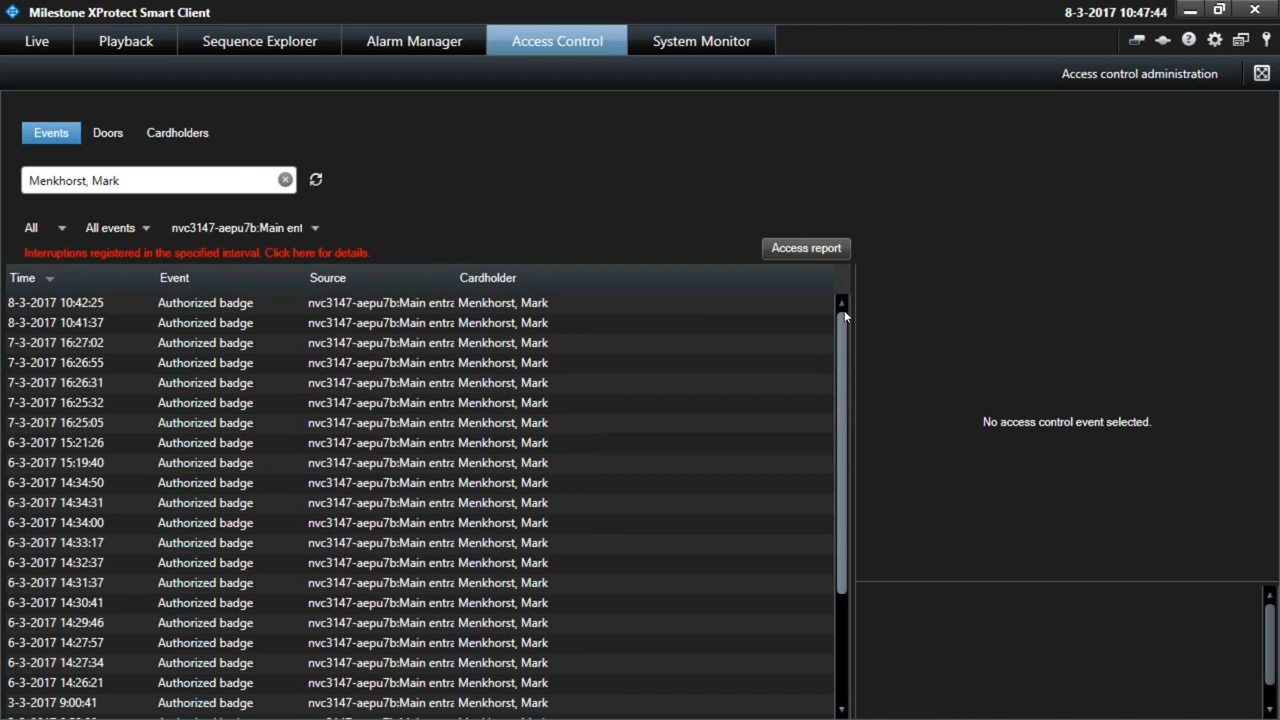 Milestone XProtect Smart Client 8-3-2017 10:47:44
Live Playback Sequence Explorer Alarm Manager Access Control System Monitor
Access control administration
Events Doors Cardholders
Menkhorst, Mark
All All events nvc3147-aepu7b:Main ent
Access report
Interruptions registered in the specified interval. Click here for details.
Time Event Source Cardholder
8-3-2017 10:42:25 Authorized badge nvc3147-aepu7b:Main entra Menkhorst, Mark
8-3-2017 10:41:37 Authorized badge nvc3147-aepu7b:Main entra Menkhorst, Mark
7-3-2017 16:27:02 Authorized badge nvc3147-aepu7b:Main entra Menkhorst, Mark
7-3-2017 16:26:55 Authorized badge nvc3147-aepu7b:Main entra Menkhorst, Mark
7-3-2017 16:26:31 Authorized badge nvc3147-aepu7b:Main entra Menkhorst, Mark
7-3-2017 16:25:32 Authorized badge nvc3147-aepu7b:Main entra Menkhorst, Mark
7-3-2017 16:25:05 Authorized badge nvc3147-aepu7b:Main entra Menkhorst, Mark
No access control event selected.
6-3-2017 15:21:26 Authorized badge nvc3147-aepu7b:Main entra Menkhorst, Mark
6-3-2017 15:19:40 Authorized badge nvc3147-aepu7b:Main entra Menkhorst, Mark
6-3-2017 14:34:50 Authorized badge nvc3147-aepu7b:Main entra Menkhorst, Mark
6-3-2017 14:34:31 Authorized badge nvc3147-aepu7b:Main entra Menkhorst, Mark
6-3-2017 14:34:00 Authorized badge nvc3147-aepu7b:Main entra Menkhorst, Mark
6-3-2017 14:33:17 Authorized badge nvc3147-aepu7b:Main entra Menkhorst, Mark
6-3-2017 14:32:37 Authorized badge nvc3147-aepu7b:Main entra Menkhorst, Mark
6-3-2017 14:31:37 Authorized badge nvc3147-aepu7b:Main entra Menkhorst, Mark
6-3-2017 14:30:41 Authorized badge nvc3147-aepu7b:Main entra Menkhorst, Mark
6-3-2017 14:29:46 Authorized badge nvc3147-aepu7b:Main entra Menkhorst, Mark
6-3-2017 14:27:57 Authorized badge nvc3147-aepu7b:Main entra Menkhorst, Mark
6-3-2017 14:27:34 Authorized badge nvc3147-aepu7b:Main entra Menkhorst, Mark
6-3-2017 14:26:21 Authorized badge nvc3147-aepu7b:Main entra Menkhorst, Mark
3-3-2017 9:00:41 Authorized badge nvc3147-aepu7b:Main entra Menkhorst, Mark